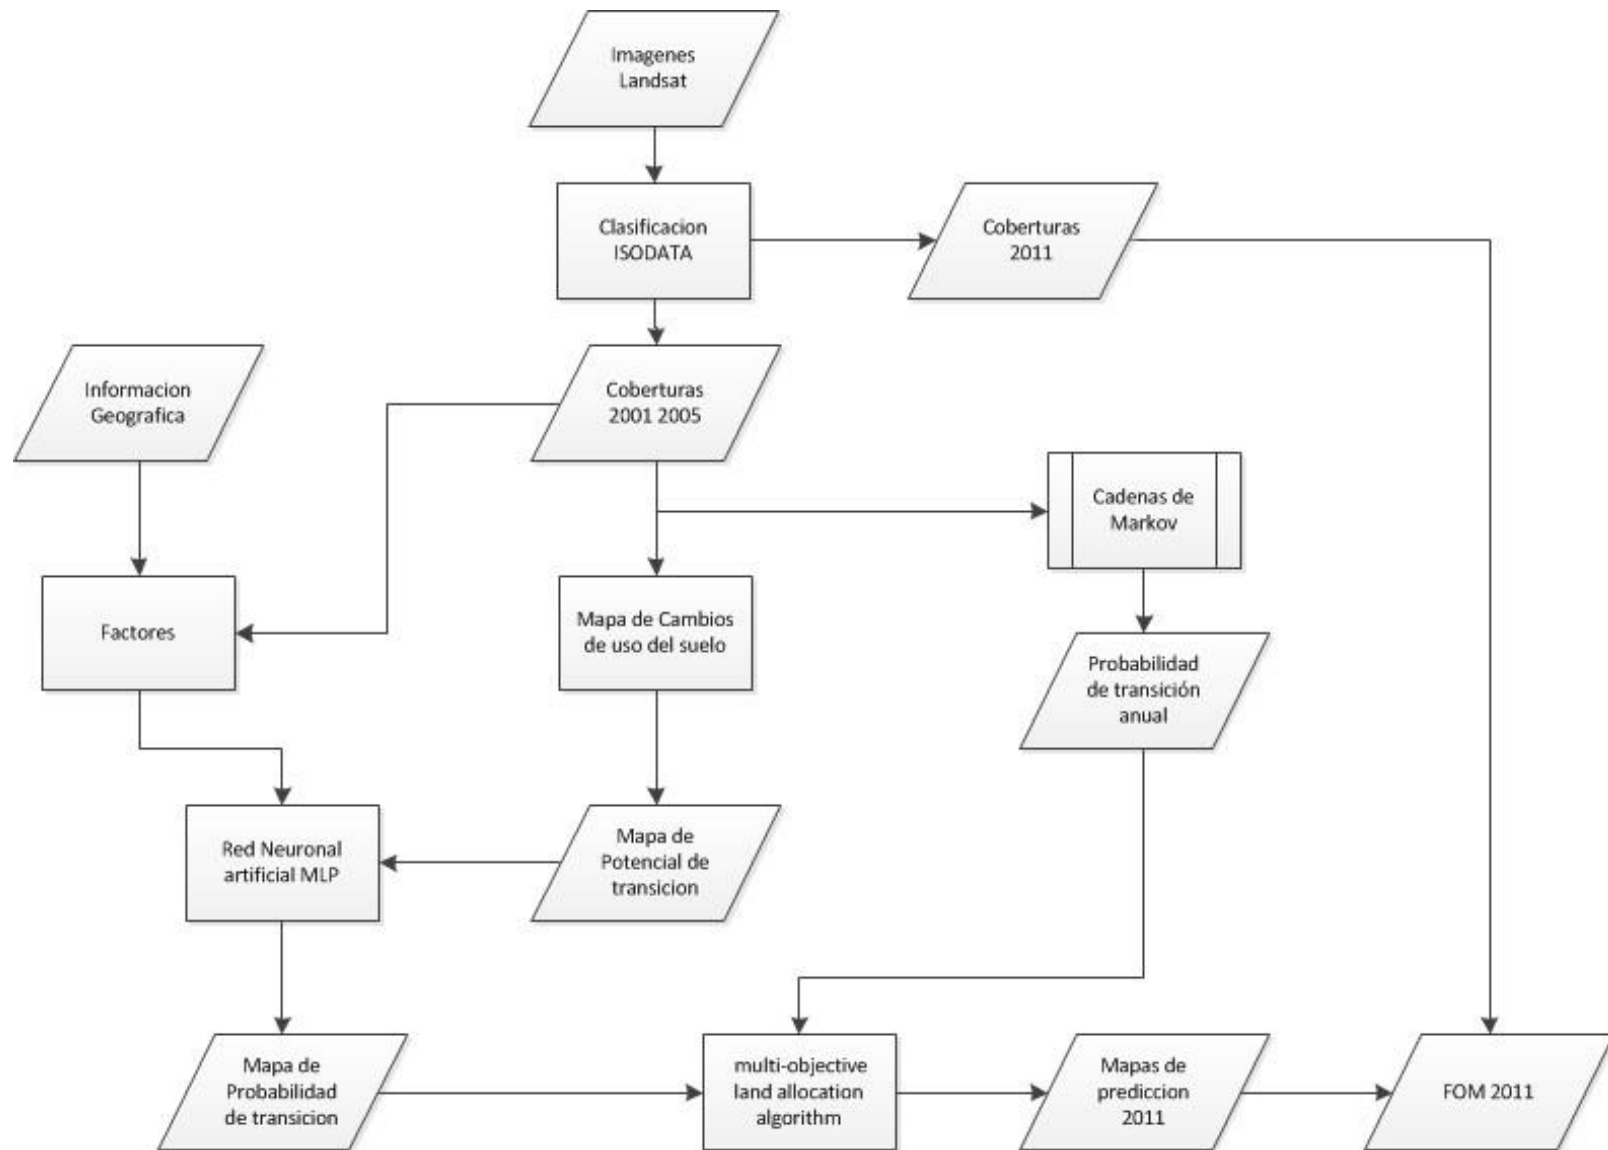 Imagenes
Landsat
Clasificacion
ISODATA
Coberturas
2011
Informacion
Geografica
Coberturas
2001 2005
Cadenas de
Markov
Factores
Mapa de Cambios
de uso del suelo
Probabilidad
de transición
anual
Red Neuronal
artificial MLP
Mapa de
Potencial de
transicion
Mapa de
Probabilidad
de transicion
multi-objective
land allocation
algorithm
Mapas de
prediccion
2011
FOM 2011